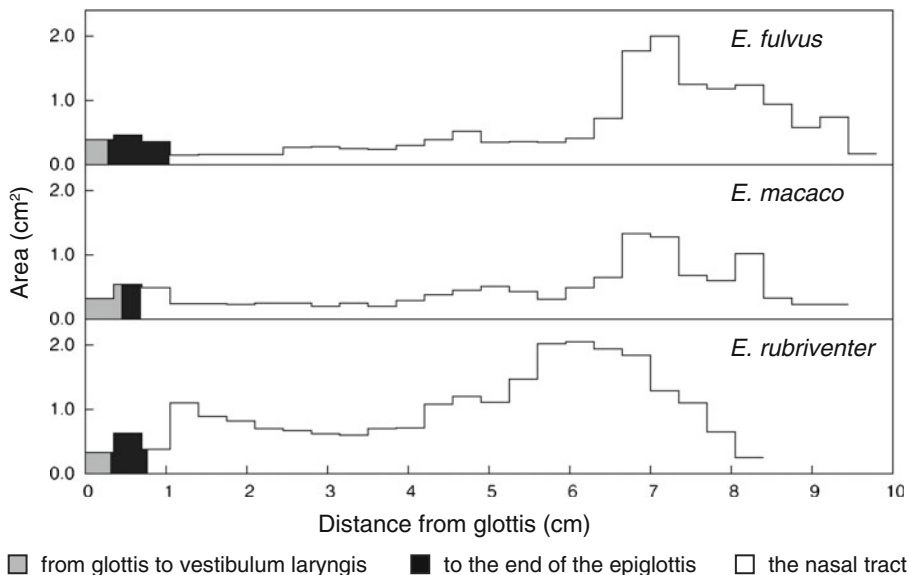 E. fulvus
2.0
1.0
0.0
E. macaco
2.0
1.0
0.0
Area (cm²)
E. rubriventer
2.0
1.0
0.0
0 1 2 3 4 5 6 7 8 9 10
Distance from glottis (cm)
from glottis to vestibulum laryngis to the end of the epiglottis the nasal tract